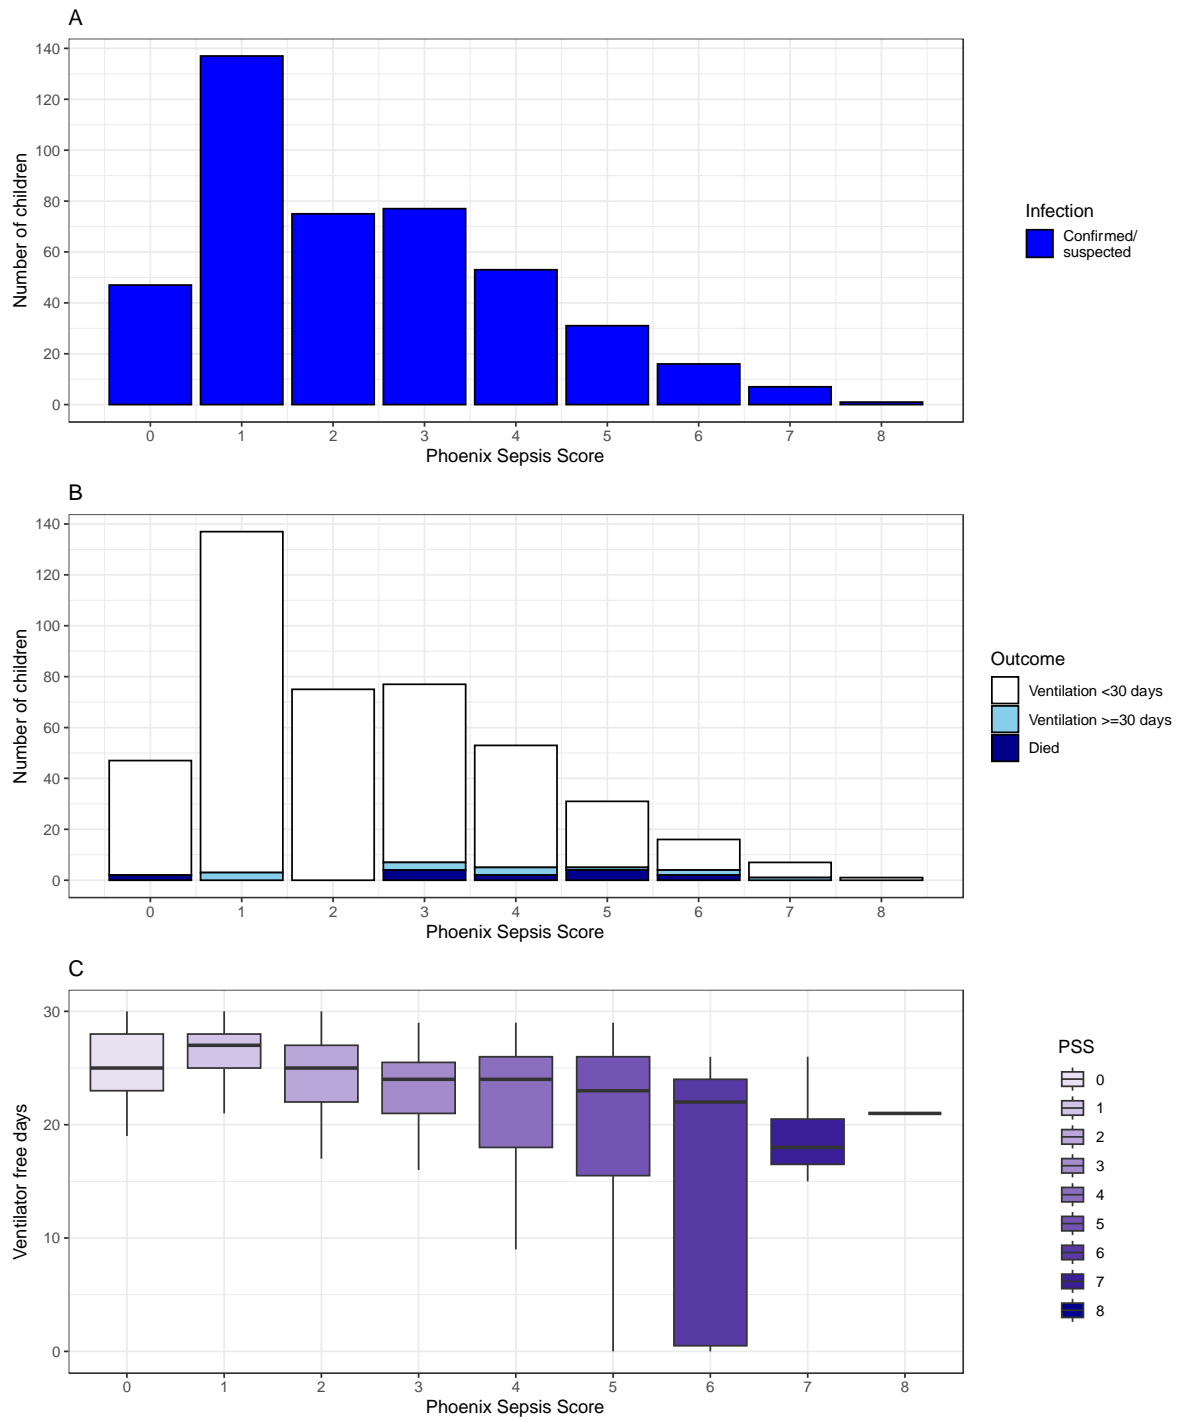 A
140
120
100
80
60
40
20
0
Number of children
0 1 2 3 4 5 6 7 8
Phoenix Sepsis Score
Infection
Confirmed/
suspected
B
140
120
100
80
60
40
20
0
Number of children
0 1 2 3 4 5 6 7 8
Phoenix Sepsis Score
Outcome
Ventilation <30 days
Ventilation >=30 days
Died
C
30
20
10
0
Ventilator free days
0 1 2 3 4 5 6 7 8
Phoenix Sepsis Score
PSS
0
1
2
3
4
5
6
7
8